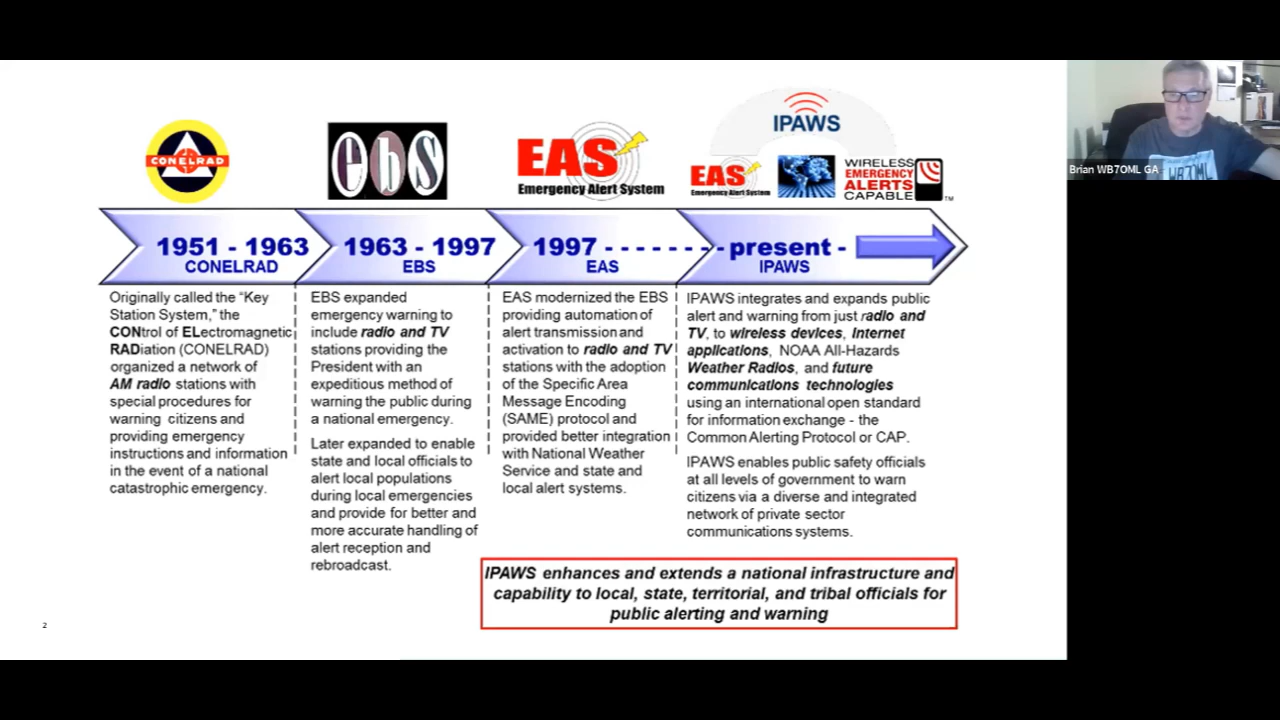 CONELRAD
ebs
EAS
Emergency Alert System
IPAWS
EAS
Emergency Alert System
WIRELESS
EMERGENCY
ALERTS
CAPABLE
TM
1951 - 1963
CONELRAD
1963 - 1997
EBS
1997 - - - - - - -
EAS
- present -
IPAWS
Originally called the “Key
Station System,” the
CONtrol of ELectromagnetic
RADiation (CONELRAD)
organized a network of
AM radio stations with
special procedures for
warning citizens and
providing emergency
instructions and information
in the event of a national
catastrophic emergency.
EBS expanded
emergency warning to
include radio and TV
stations providing the
President with an
expeditious method of
warning the public during
a national emergency.
Later expanded to enable
state and local officials to
alert local populations
during local emergencies
and provide for better and
more accurate handling of
alert reception and
rebroadcast.
EAS modernized the EBS
providing automation of
alert transmission and
activation to radio and TV
stations with the adoption
of the Specific Area
Message Encoding
(SAME) protocol and
provided better integration
with National Weather
Service and state and
local alert systems.
IPAWS integrates and expands public
alert and warning from just radio and
TV, to wireless devices, Internet
applications, NOAA All-Hazards
Weather Radios, and future
communications technologies
using an international open standard
for information exchange - the
Common Alerting Protocol or CAP.
IPAWS enables public safety officials
at all levels of government to warn
citizens via a diverse and integrated
network of private sector
communications systems.
IPAWS enhances and extends a national infrastructure and
capability to local, state, territorial, and tribal officials for
public alerting and warning
2
WB7OML
Brian WB7OML GA